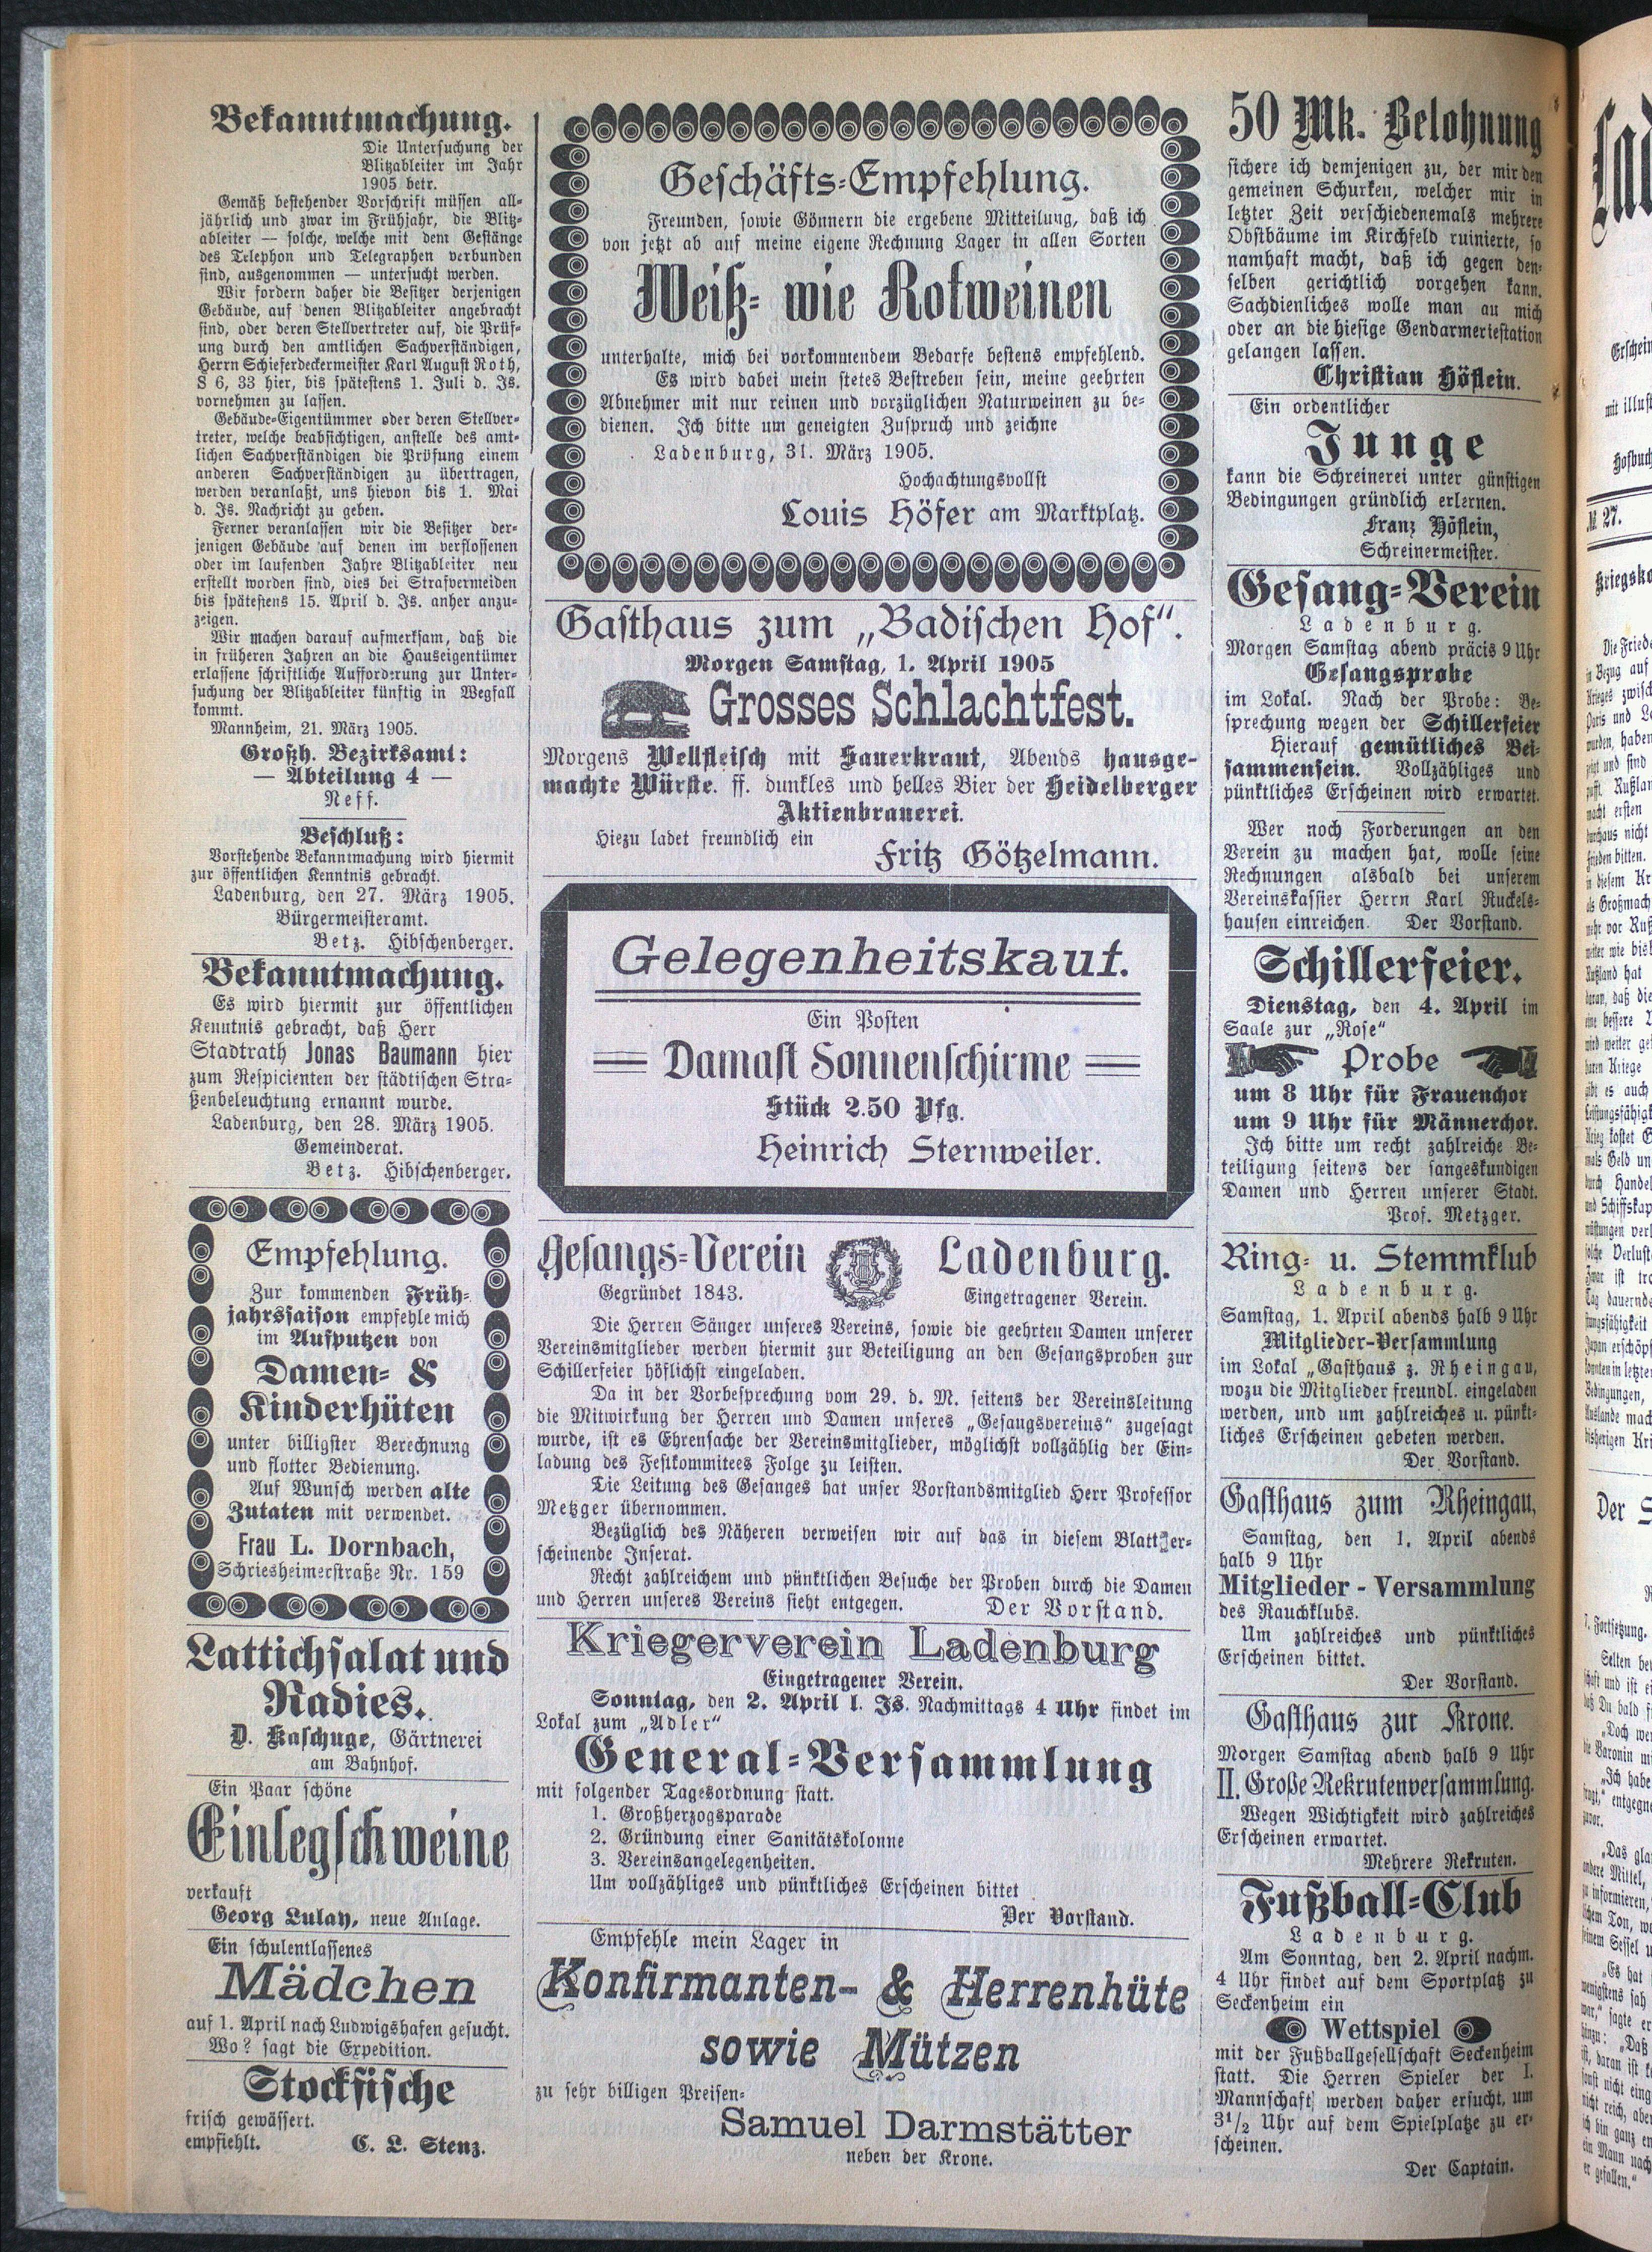 Bekanntmachung.
Die Untersuchung der
Blitzableiter im Jahr
1905 betr.
Gemäß bestehender Vorschrift müssen all-
jährlich und zwar im Frühjahr, die Blitz-
ableiter — solche, welche mit dem Gestänge
des Telephon und Telegraphen verbunden
sind, ausgenommen — untersucht werden.
Wir fordern daher die Besitzer derjenigen
Gebäude, auf denen Blitzableiter angebracht
sind, oder deren Stellvertreter auf, die Prüf-
ung durch den amtlichen Sachverständigen,
Herrn Schieferdeckermeister Karl August Roth,
S 6, 33 hier, bis spätestens 1. Juli d. Js.
vornehmen zu lassen.
Gebäude-Eigentümmer oder deren Stellver-
treter, welche beabsichtigen, anstelle des amt-
lichen Sachverständigen die Prüfung einem
anderen Sachverständigen zu übertragen,
werden veranlaßt, uns hievon bis 1. Mai
d. Js. Nachricht zu geben.
Ferner veranlassen wir die Besitzer der-
jenigen Gebäude auf denen im verflossenen
oder im laufenden Jahre Blitzableiter neu
erstellt worden sind, dies bei Strafvermeiden
bis spätestens 15. April d. Js. anher anzu-
zeigen.
Wir machen darauf aufmerksam, daß die
in früheren Jahren an die Hauseigentümer
erlassene schriftliche Aufforderung zur Unter-
suchung der Blitzableiter künftig in Wegfall
kommt.
Mannheim, 21. März 1905.
Großh. Bezirksamt:
— Abteilung 4 —
Neff.
Beschluß:
Vorstehende Bekanntmachung wird hiermit
zur öffentlichen Kenntnis gebracht.
Ladenburg, den 27. März 1905.
Bürgermeisteramt.
Betz. Hibschenberger.
Bekanntmachung.
Es wird hiermit zur öffentlichen
Kenntnis gebracht, daß Herr
Stadtrath Jonas Baumann hier
zum Respicienten der städtischen Stra-
ßenbeleuchtung ernannt wurde.
Ladenburg, den 28. März 1905.
Gemeinderat.
Betz. Hibschenberger.
Empfehlung.
Zur kommenden Früh-
jahrssaison empfehle mich
im Aufputzen von
Damen- &
Kinderhüten
unter billigster Berechnung
und flotter Bedienung.
Auf Wunsch werden alte
Zutaten mit verwendet.
Frau L. Dornbach,
Schriesheimerstraße Nr. 159
Lattichsalat und
Radies.
D. Kaschuge, Gärtnerei
am Bahnhof.
Ein Paar schöne
Einlegschweine
verkauft
Georg Lulay, neue Anlage.
Ein schulentlassenes
Mädchen
auf 1. April nach Ludwigshafen gesucht.
Wo? sagt die Expedition.
Stockfische
frisch gewässert.
empfiehlt. C. L. Stenz.
Geschäfts-Empfehlung.
Freunden, sowie Gönnern die ergebene Mitteilung, daß ich
von jetzt ab auf meine eigene Rechnung Lager in allen Sorten
Weiß- wie Rotweinen
unterhalte, mich bei vorkommendem Bedarfe bestens empfehlend.
Es wird dabei mein stetes Bestreben sein, meine geehrten
Abnehmer mit nur reinen und vorzüglichen Naturweinen zu be-
dienen. Ich bitte um geneigten Zuspruch und zeichne
Ladenburg, 31. März 1905.
Hochachtungsvollst
Louis Höfer am Marktplatz.
Gasthaus zum „Badischen Hof“.
Morgen Samstag, 1. April 1905
Grosses Schlachtfest.
Morgens Wellfleisch mit Sauerkraut, Abends hausge-
machte Würste. ff. dunkles und helles Bier der Heidelberger
Aktienbrauerei.
Hiezu ladet freundlich ein
Fritz Götzelmann.
Gelegenheitskauf.
Ein Posten
Damast Sonnenschirme
Stück 2.50 Pfg.
Heinrich Sternweiler.
Gesangs-Verein Ladenburg.
Gegründet 1843. Eingetragener Verein.
Die Herren Sänger unseres Vereins, sowie die geehrten Damen unserer
Vereinsmitglieder werden hiermit zur Beteiligung an den Gesangsproben zur
Schillerfeier höflichst eingeladen.
Da in der Vorbesprechung vom 29. d. M. seitens der Vereinsleitung
die Mitwirkung der Herren und Damen unseres „Gesangsvereins“ zugesagt
wurde, ist es Ehrensache der Vereinsmitglieder, möglichst vollzählig der Ein-
ladung des Festkommitees Folge zu leisten.
Die Leitung des Gesanges hat unser Vorstandsmitglied Herr Professor
Metzger übernommen.
Bezüglich des Näheren verweisen wir auf das in diesem Blatt er-
scheinende Inserat.
Recht zahlreichem und pünktlichen Besuche der Proben durch die Damen
und Herren unseres Vereins sieht entgegen. Der Vorstand.
Kriegerverein Ladenburg
Eingetragener Verein.
Sonntag, den 2. April l. Js. Nachmittags 4 Uhr findet im
Lokal zum „Adler“
General-Versammlung
mit folgender Tagesordnung statt.
1. Großherzogsparade
2. Gründung einer Sanitätskolonne
3. Vereinsangelegenheiten.
Um vollzähliges und pünktliches Erscheinen bittet
Der Vorstand.
Empfehle mein Lager in
Konfirmanten- & Herrenhüte
sowie Mützen
zu sehr billigen Preisen-
Samuel Darmstätter
neben der Krone.
50 Mk. Belohnung
sichere ich demjenigen zu, der mir den
gemeinen Schurken, welcher mir in
letzter Zeit verschiedenemals mehrere
Obstbäume im Kirchfeld ruinierte, so
namhaft macht, daß ich gegen den-
selben gerichtlich vorgehen kann.
Sachdienliches wolle man an mich
oder an die hiesige Gendarmeriestation
gelangen lassen.
Christian Höflein.
Ein ordentlicher
Junge
kann die Schreinerei unter günstigen
Bedingungen gründlich erlernen.
Franz Höflein,
Schreinermeister.
Gesang-Verein
Ladenburg.
Morgen Samstag abend präcis 9 Uhr
Gesangsprobe
im Lokal. Nach der Probe: Be-
sprechung wegen der Schillerfeier
Hierauf gemütliches Bei-
sammensein. Vollzähliges und
pünktliches Erscheinen wird erwartet.
Wer noch Forderungen an den
Verein zu machen hat, wolle seine
Rechnungen alsbald bei unserem
Vereinskassier Herrn Karl Nuckels-
hausen einreichen. Der Vorstand.
Schillerfeier.
Dienstag, den 4. April im
Saale zur „Rose“
Probe
um 8 Uhr für Frauenchor
um 9 Uhr für Männerchor.
Ich bitte um recht zahlreiche Be-
teiligung seitens der sangeskundigen
Damen und Herren unserer Stadt.
Prof. Metzger.
Ring- u. Stemmklub
Ladenburg.
Samstag, 1. April abends halb 9 Uhr
Mitglieder-Versammlung
im Lokal „Gasthaus z. Rheingau,
wozu die Mitglieder freundl. eingeladen
werden, und um zahlreiches u. pünkt-
liches Erscheinen gebeten werden.
Der Vorstand.
Gasthaus zum Rheingau,
Samstag, den 1. April abends
halb 9 Uhr
Mitglieder - Versammlung
des Rauchklubs.
Um zahlreiches und pünktliches
Erscheinen bittet.
Der Vorstand.
Gasthaus zur Krone.
Morgen Samstag abend halb 9 Uhr
II. Große Rekrutenversammlung.
Wegen Wichtigkeit wird zahlreiches
Erscheinen erwartet.
Mehrere Rekruten.
Fußball-Club
Ladenburg.
Am Sonntag, den 2. April nachm.
4 Uhr findet auf dem Sportplatz zu
Seckenheim ein
Wettspiel
mit der Fußballgesellschaft Seckenheim
statt. Die Herren Spieler der I.
Mannschaft werden daher ersucht, um
3 1/2 Uhr auf dem Spielplatze zu er-
scheinen.
Der Captain.
№ 27.